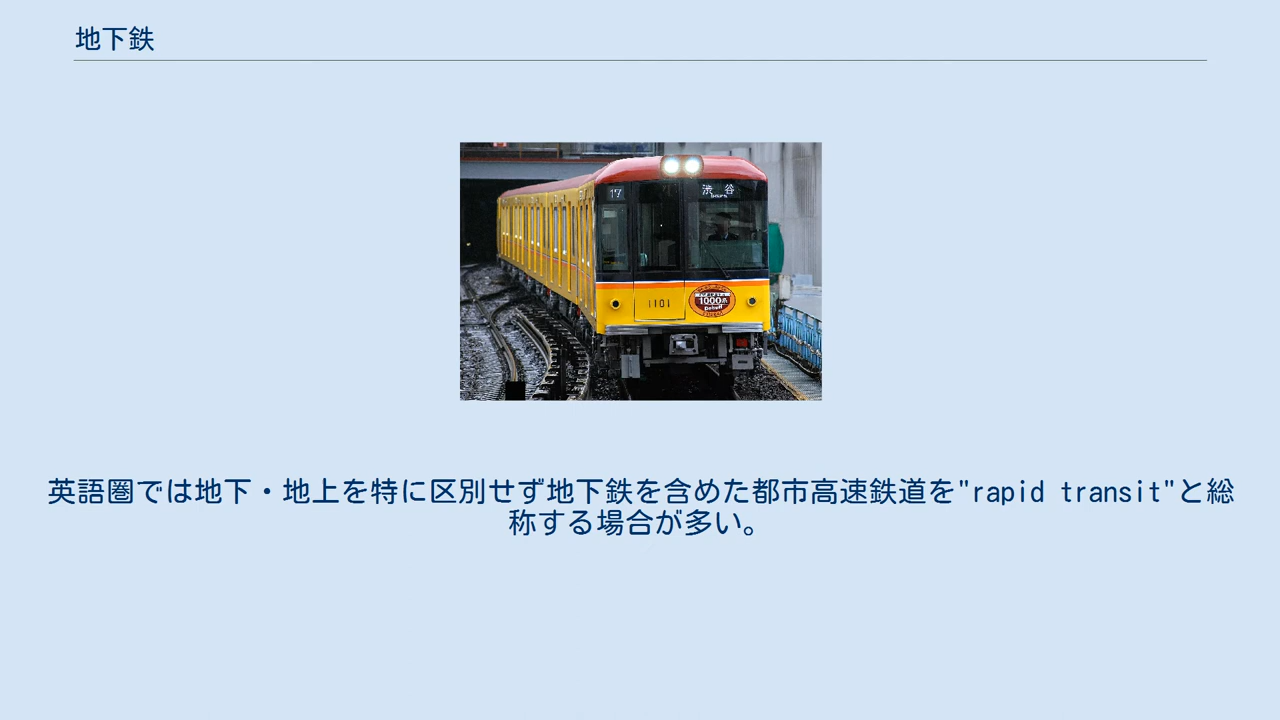 地下鉄
17
渋谷
1101
1000系
Debut!
英語圏では地下・地上を特に区別せず地下鉄を含めた都市高速鉄道を"rapid transit"と総
称する場合が多い。